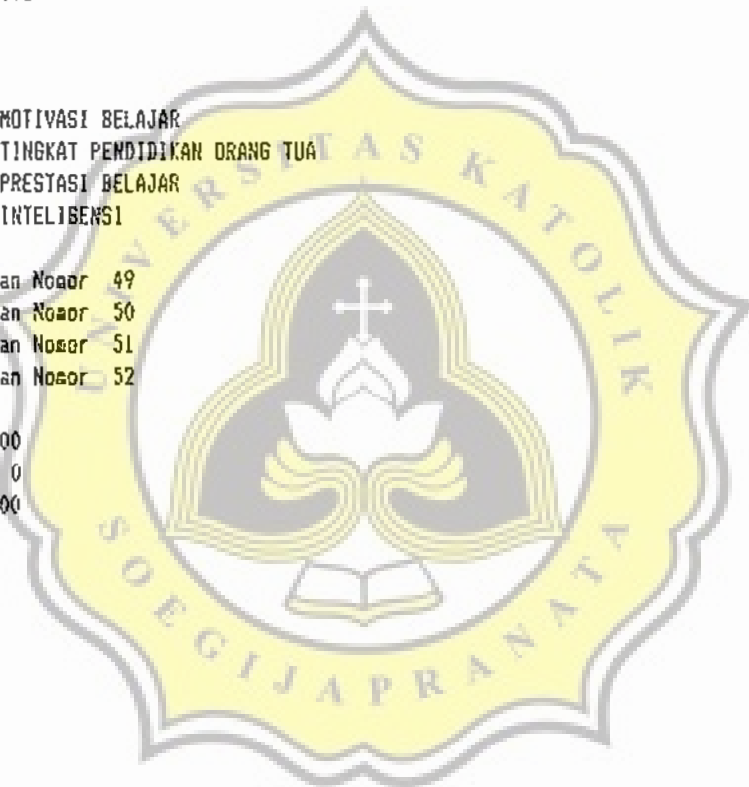 MOTIVASI BELAJAR
TINGKAT PENDIDIKAN ORANG TUA
PRESTASI BELAJAR
INTELIGENSI
an Nomor 49
an Nomor 50
an Nomor 51
an Nomor 52
00
0
00
UNIVERSITAS KATOLIK
SOEGIJAPRANATA